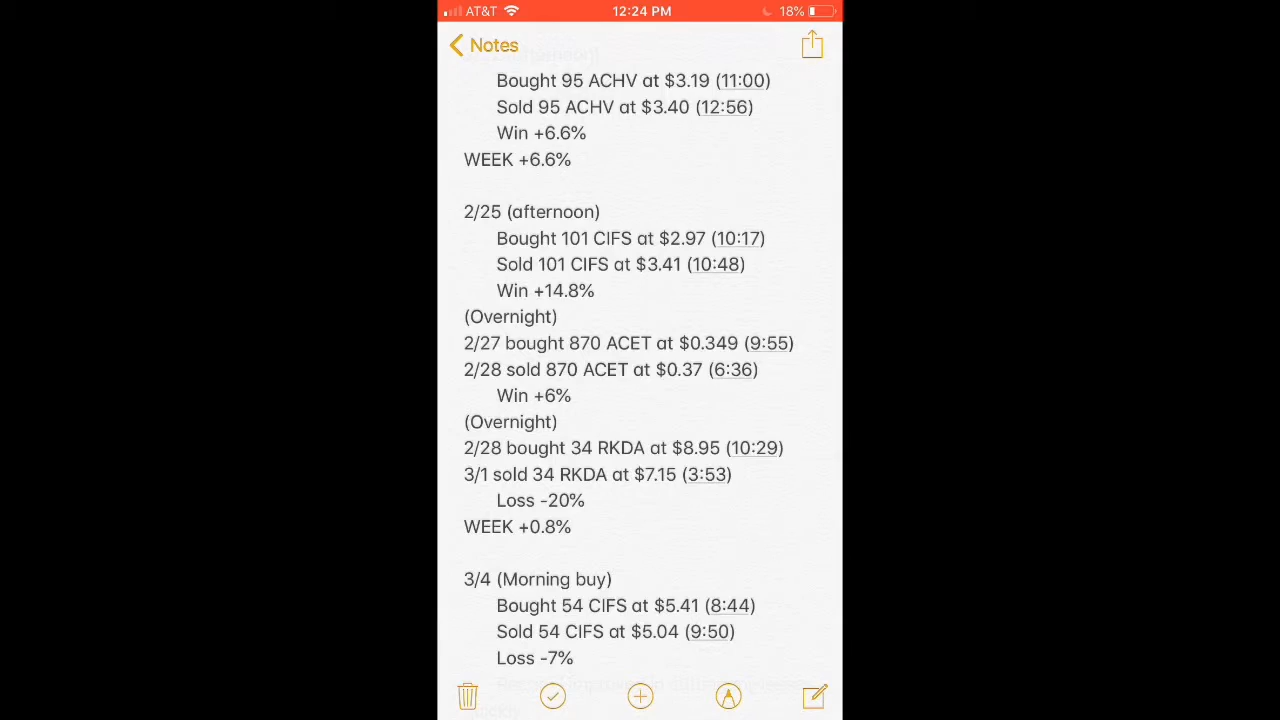 AT&T 12:24 PM 18%
Notes
Bought 95 ACHV at $3.19 (11:00)
Sold 95 ACHV at $3.40 (12:56)
Win +6.6%
WEEK +6.6%
2/25 (afternoon)
Bought 101 CIFS at $2.97 (10:17)
Sold 101 CIFS at $3.41 (10:48)
Win +14.8%
(Overnight)
2/27 bought 870 ACET at $0.349 (9:55)
2/28 sold 870 ACET at $0.37 (6:36)
Win +6%
(Overnight)
2/28 bought 34 RKDA at $8.95 (10:29)
3/1 sold 34 RKDA at $7.15 (3:53)
Loss -20%
WEEK +0.8%
3/4 (Morning buy)
Bought 54 CIFS at $5.41 (8:44)
Sold 54 CIFS at $5.04 (9:50)
Loss -7%